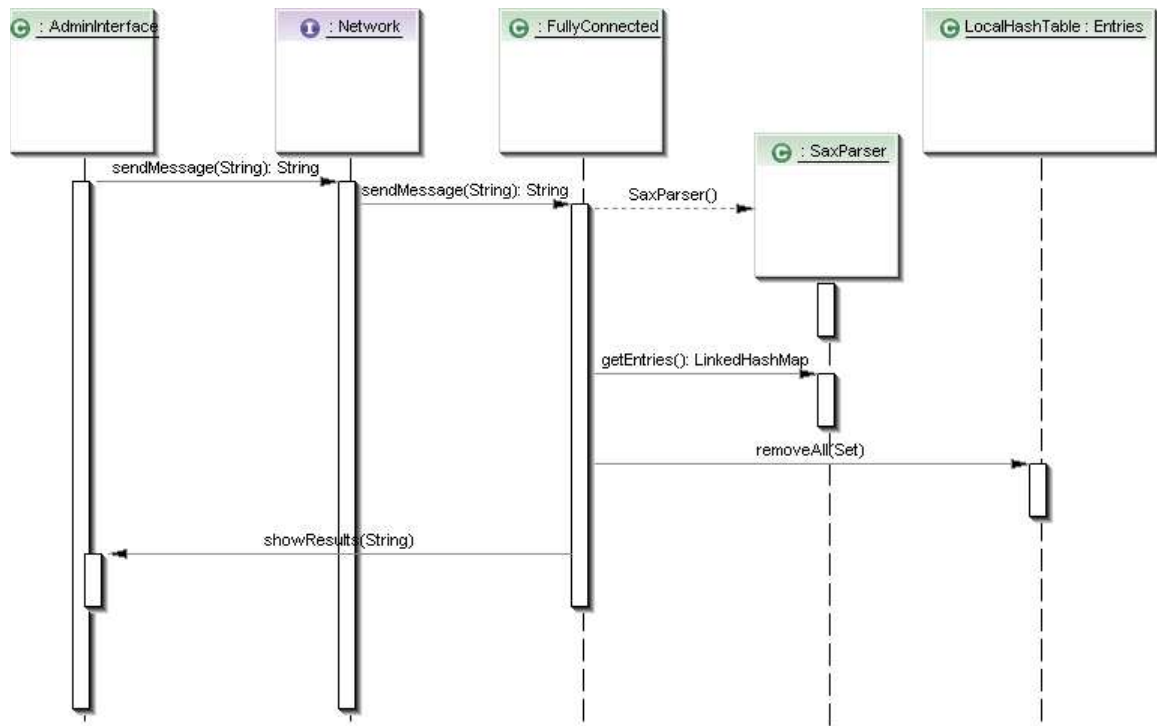 C : AdminInterface
I : Network
C : FullyConnected
C LocalHashTable : Entries
C : SaxParser
sendMessage(String): String
sendMessage(String): String
SaxParser()
getEntries(): LinkedHashMap
removeAll(Set)
showResults(String)